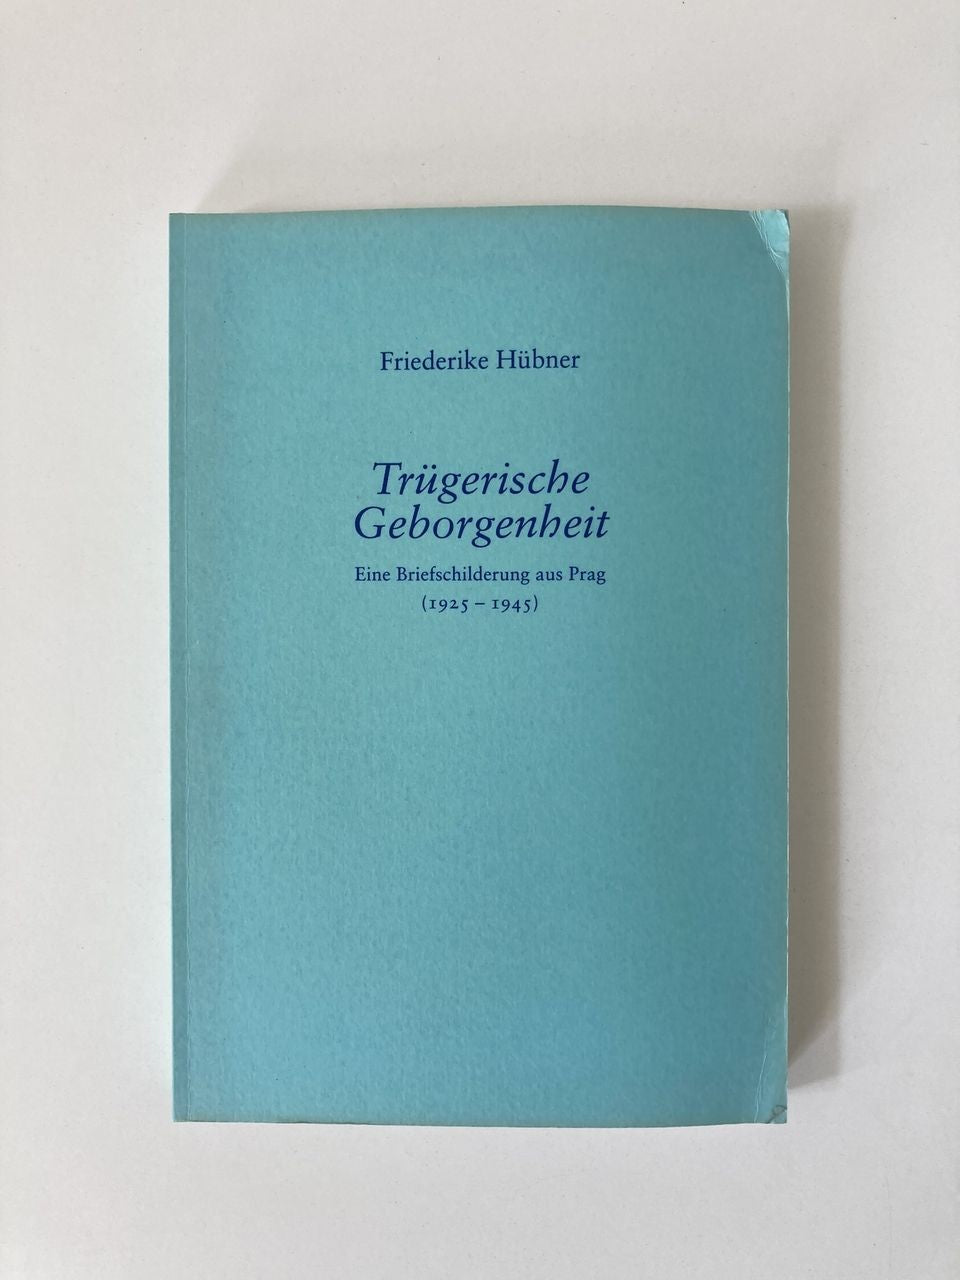 Friederike Hübner
Trügerische
Geborgenheit
Eine Briefschilderung aus Prag
(1925 – 1945)